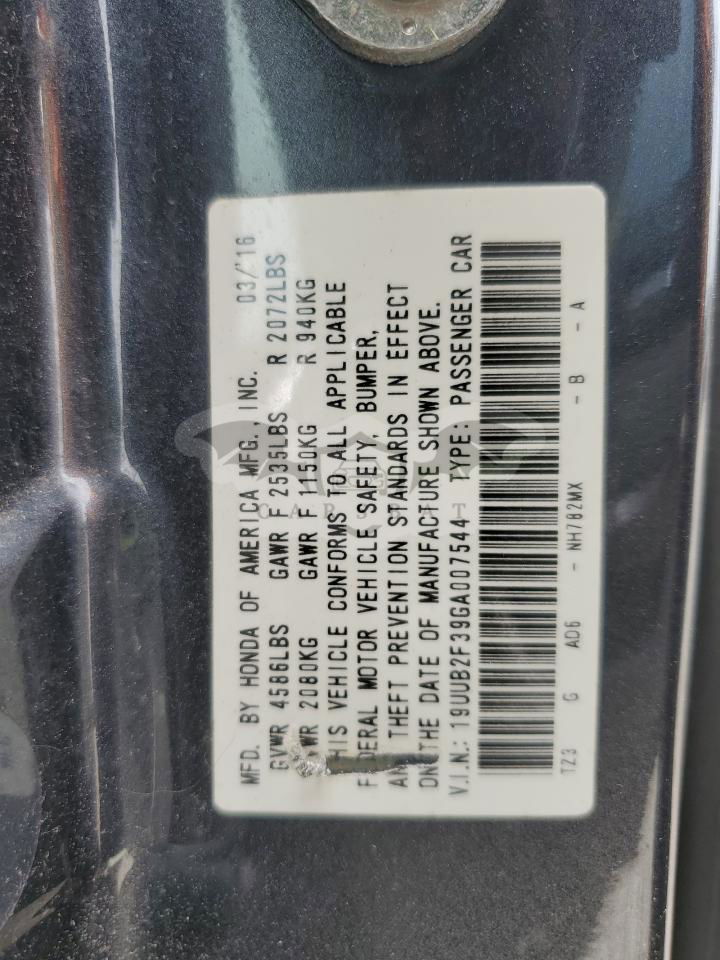 MFD. BY HONDA OF AMERICA MFG., INC. 03/'16
GVWR 4586LBS GAWR F 2535LBS R 2072LBS
WR 2080KG GAWR F 1150KG R 940KG
HIS VEHICLE CONFORMS TO ALL APPLICABLE
F DERAL MOTOR VEHICLE SAFETY, BUMPER,
AN THEFT PREVENTION STANDARDS IN EFFECT
ON THE DATE OF MANUFACTURE SHOWN ABOVE.
V.I.N.: 19UUB2F39GA007544 TYPE: PASSENGER CAR
TZ3 G AD6 - NH782MX - B - A